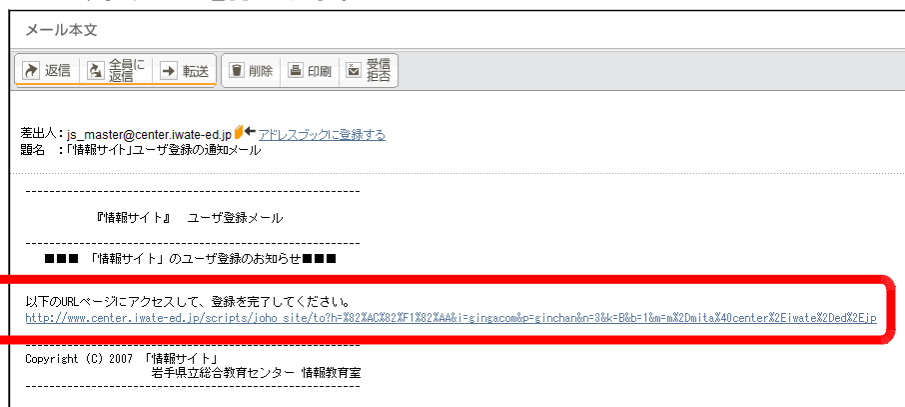 メール本文
返信 全員に返信 転送 削除 印刷 受信拒否
差出人：js_master@center.iwate-ed.jp アドレスブックに登録する
題名 ：「情報サイト」ユーザ登録の通知メール
------------------------------------------------------
『情報サイト』 ユーザ登録メール
------------------------------------------------------
■■■ 「情報サイト」のユーザ登録のお知らせ■■■
以下のURLページにアクセスして、登録を完了してください。
http://www.center.iwate-ed.jp/scripts/joho_site/to?h=%82%AC%82%F1%82%AA&i=gingacom&p=ginchan&n=3&k=B&b=1&m=m%2Dmita%40center%2Eiwate%2Ded%2Ejp
------------------------------------------------------
Copyright (C) 2007 「情報サイト」
岩手県立総合教育センター 情報教育室
------------------------------------------------------